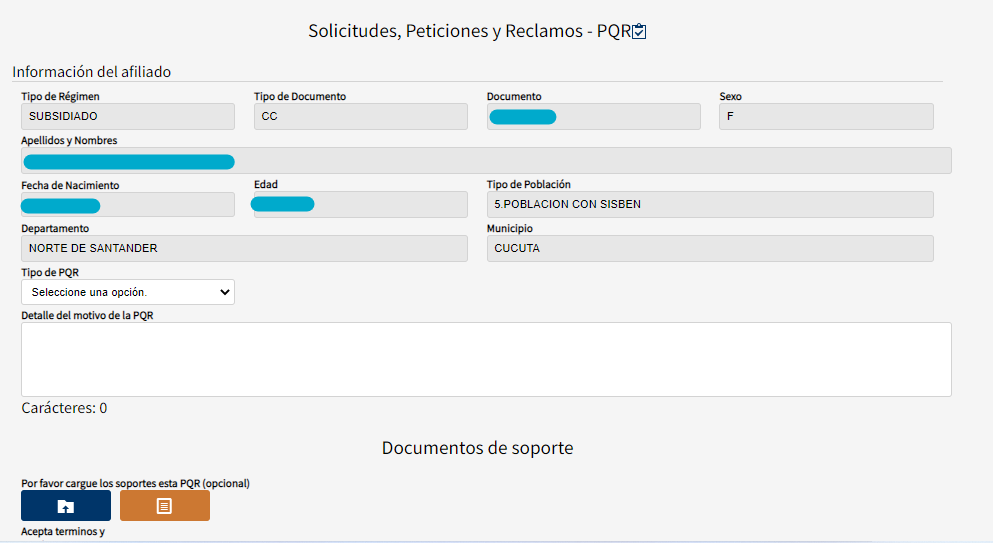 Solicitudes, Peticiones y Reclamos - PQR
Información del afiliado
Tipo de Régimen Tipo de Documento Documento Sexo
SUBSIDIADO CC F
Apellidos y Nombres
Fecha de Nacimiento Edad Tipo de Población
5.POBLACION CON SISBEN
Departamento Municipio
NORTE DE SANTANDER CUCUTA
Tipo de PQR
Seleccione una opción.
Detalle del motivo de la PQR
Carácteres: 0
Documentos de soporte
Por favor cargue los soportes esta PQR (opcional)
Acepta terminos y